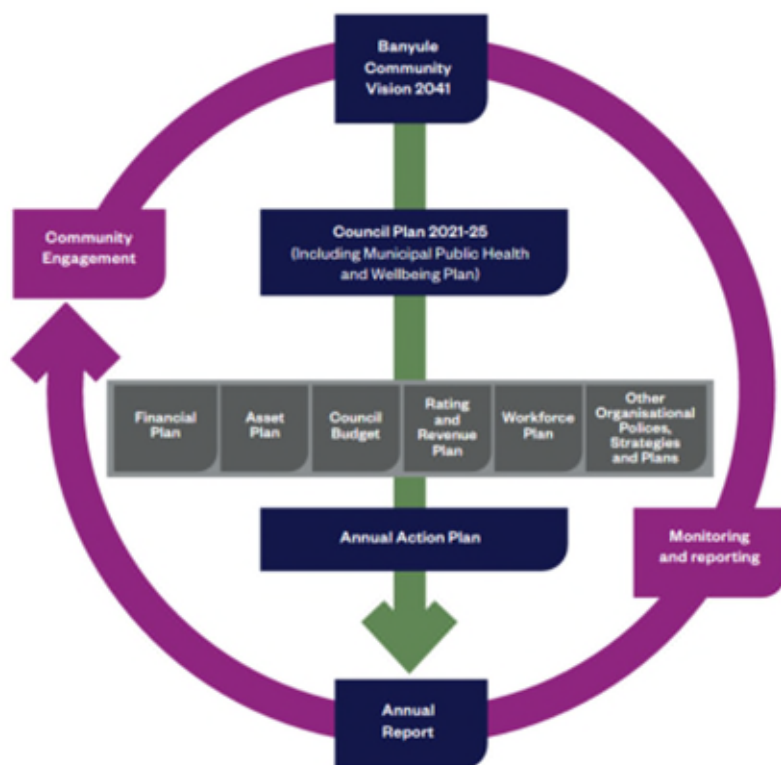 Banyule
Community
Vision 2041
Community
Engagement
Council Plan 2021-25
(Including Municipal Public Health
and Wellbeing Plan)
Financial
Plan
Asset
Plan
Council
Budget
Rating
and
Revenue
Plan
Workforce
Plan
Other
Organisational
Polices,
Strategies
and Plans
Annual Action Plan
Monitoring
and reporting
Annual
Report